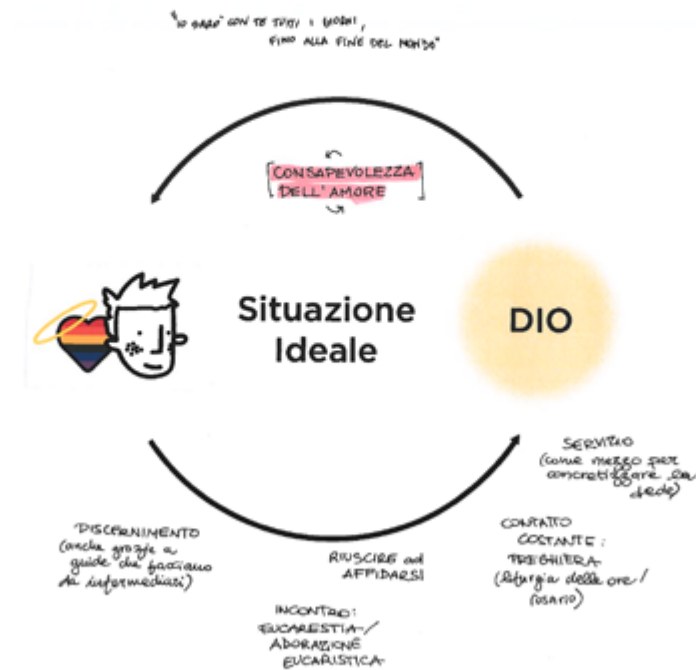 "IO SARO' CON TE TUTTI I GIORNI,
FINO ALLA FINE DEL MONDO"
[CONSAPEVOLEZZA
DELL'AMORE]
Situazione
Ideale
DIO
SERVIZIO
(come mezzo per
concretizzare la
fede)
DISCERNIMENTO
(anche grazie a
guide che facciano
da intermediari)
RIUSCIRE ad
AFFIDARSI
CONTATTO
COSTANTE:
PREGHIERA
(liturgia delle ore/
rosario)
INCONTRO:
EUCARESTIA/
ADORAZIONE
EUCARISTICA